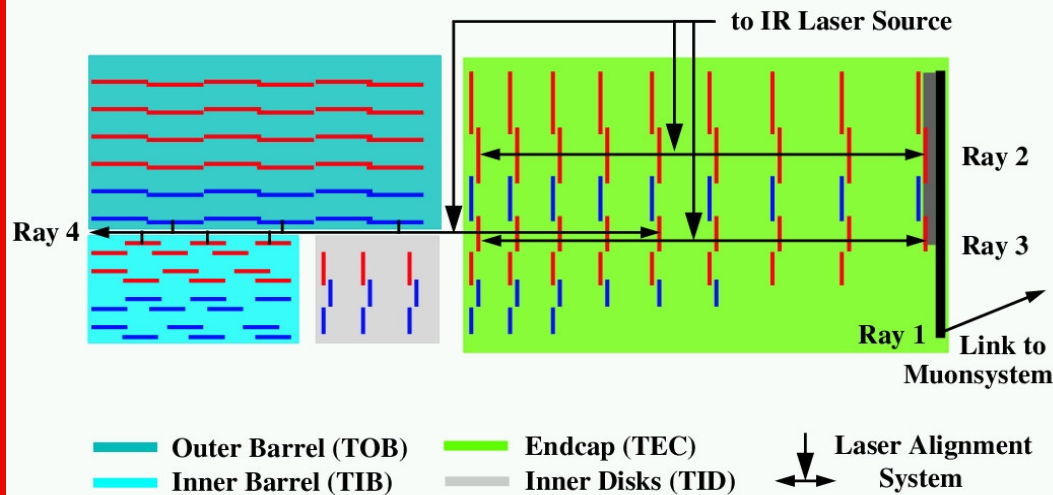 to IR Laser Source
Ray 2
Ray 4
Ray 3
Ray 1
Link to
Muonsystem
Outer Barrel (TOB)
Endcap (TEC)
Laser Alignment
Inner Barrel (TIB)
Inner Disks (TID)
System